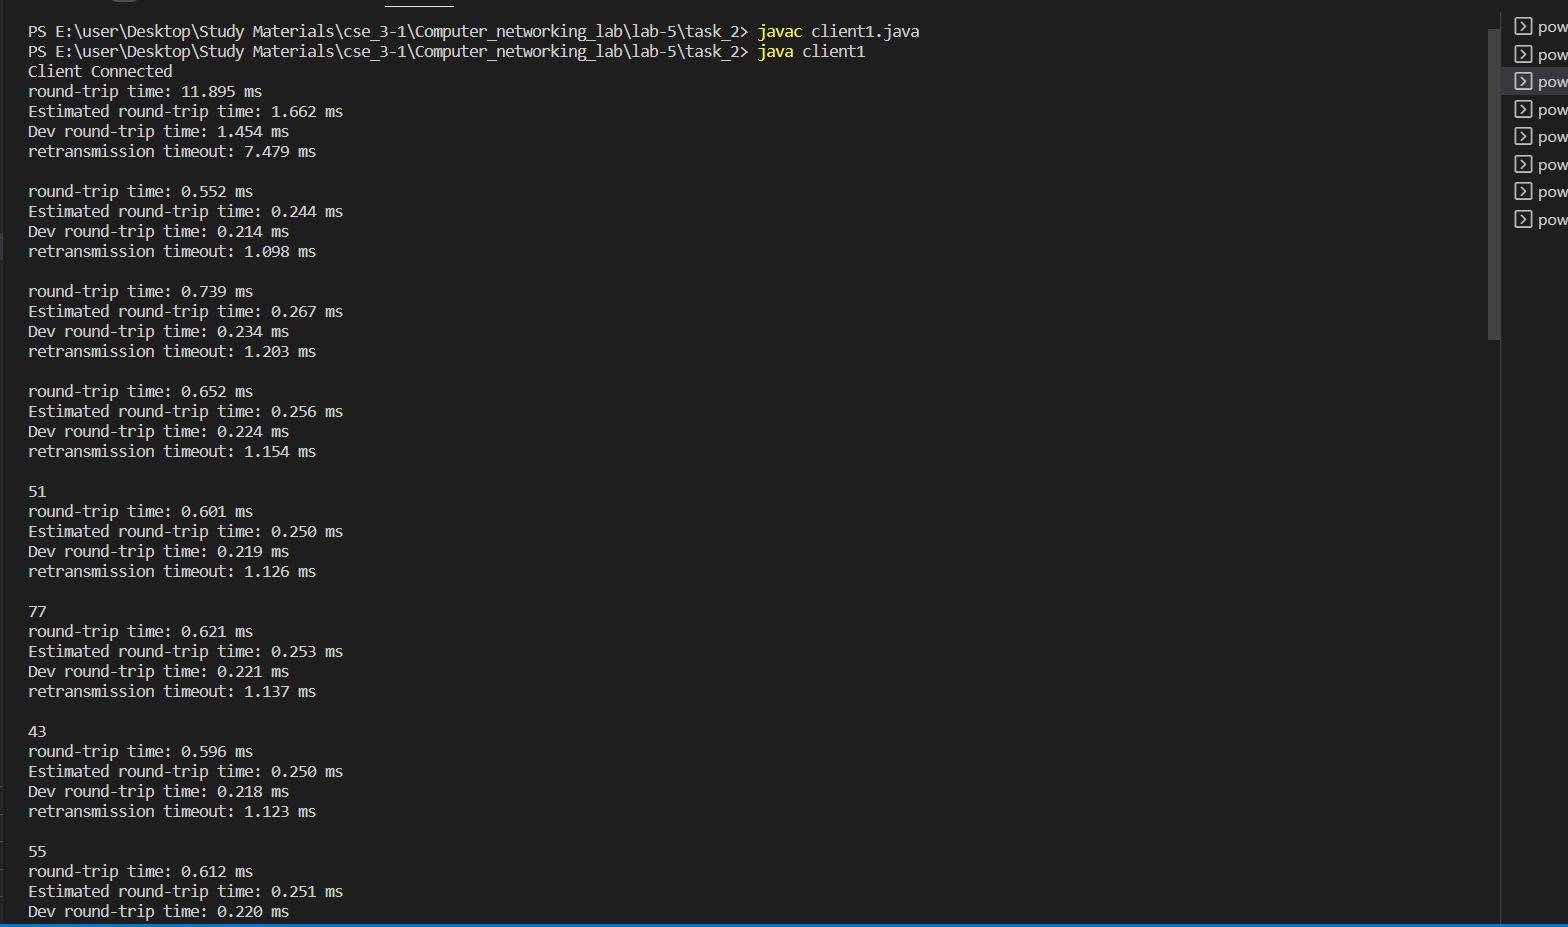 PS E:\user\Desktop\Study Materials\cse_3-1\Computer_networking_lab\lab-5\task_2> javac client1.java
PS E:\user\Desktop\Study Materials\cse_3-1\Computer_networking_lab\lab-5\task_2> java client1
Client Connected
round-trip time: 11.895 ms
Estimated round-trip time: 1.662 ms
Dev round-trip time: 1.454 ms
retransmission timeout: 7.479 ms
round-trip time: 0.552 ms
Estimated round-trip time: 0.244 ms
Dev round-trip time: 0.214 ms
retransmission timeout: 1.098 ms
round-trip time: 0.739 ms
Estimated round-trip time: 0.267 ms
Dev round-trip time: 0.234 ms
retransmission timeout: 1.203 ms
round-trip time: 0.652 ms
Estimated round-trip time: 0.256 ms
Dev round-trip time: 0.224 ms
retransmission timeout: 1.154 ms
51
round-trip time: 0.601 ms
Estimated round-trip time: 0.250 ms
Dev round-trip time: 0.219 ms
retransmission timeout: 1.126 ms
77
round-trip time: 0.621 ms
Estimated round-trip time: 0.253 ms
Dev round-trip time: 0.221 ms
retransmission timeout: 1.137 ms
43
round-trip time: 0.596 ms
Estimated round-trip time: 0.250 ms
Dev round-trip time: 0.218 ms
retransmission timeout: 1.123 ms
55
round-trip time: 0.612 ms
Estimated round-trip time: 0.251 ms
Dev round-trip time: 0.220 ms
pow
pow
pow
pow
pow
pow
pow
pow